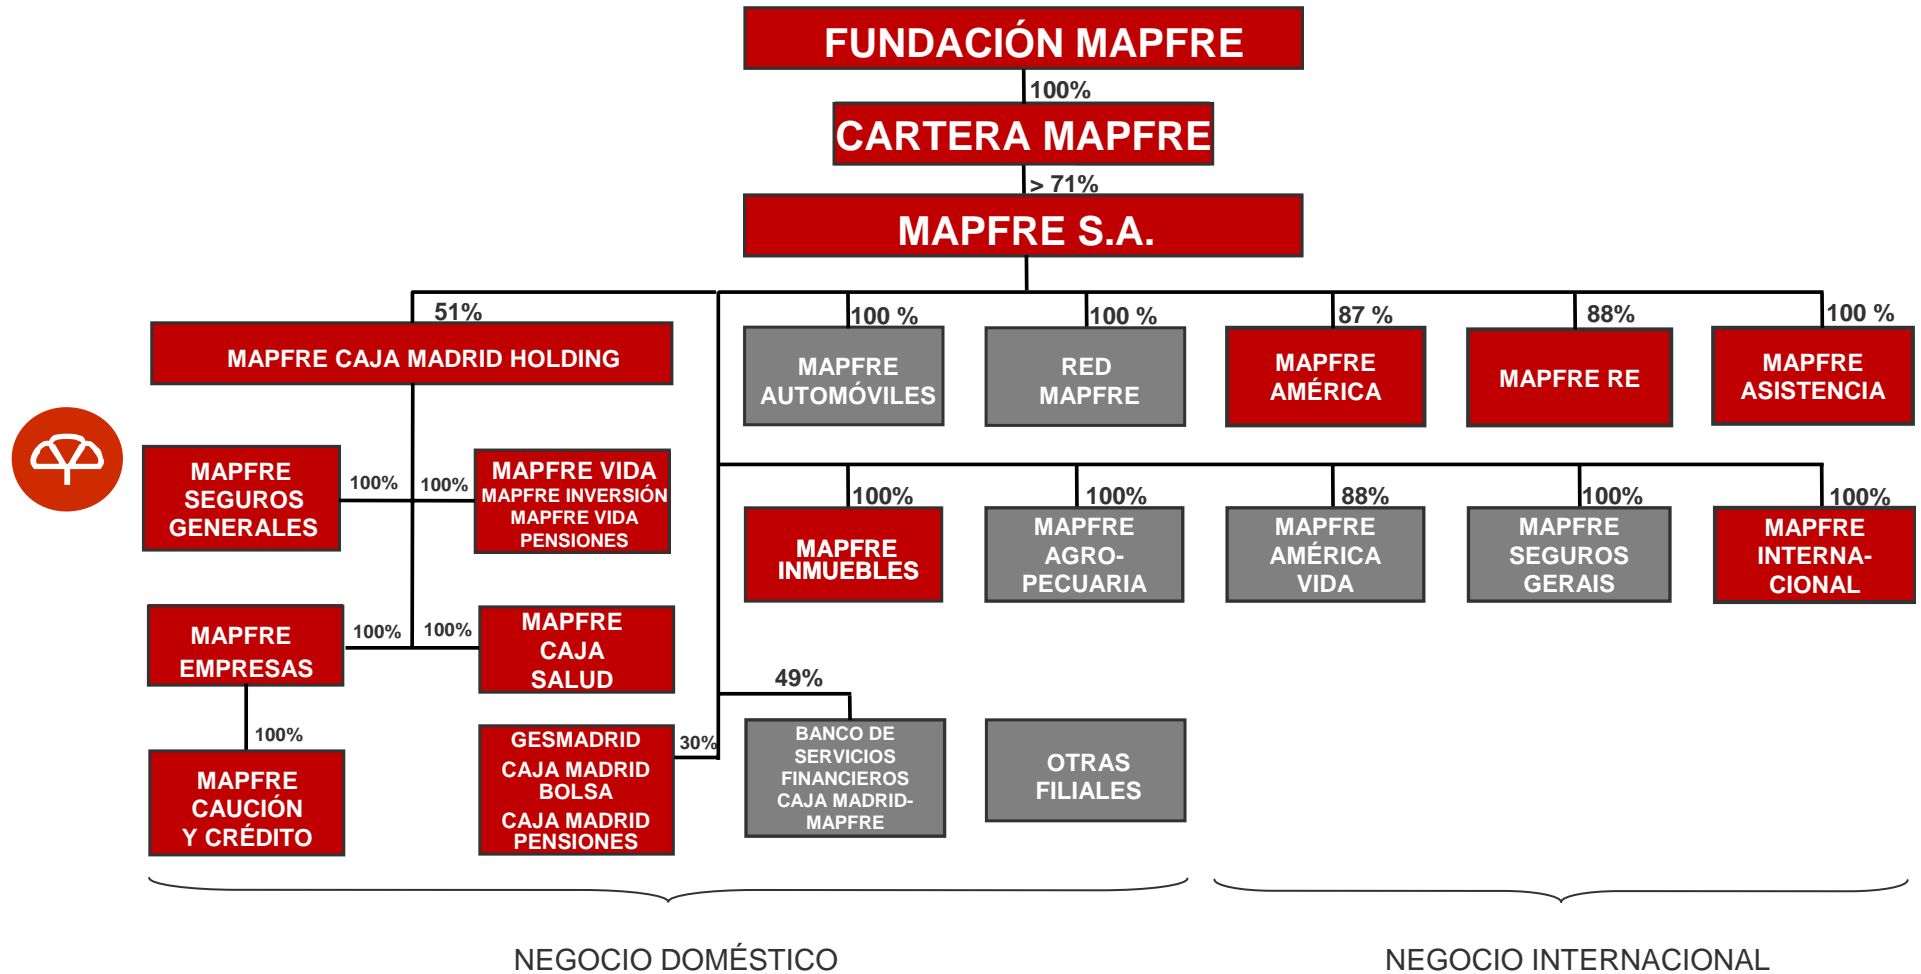 FUNDACIÓN MAPFRE
100%
CARTERA MAPFRE
> 71%
MAPFRE S.A.
51%
100 %
100 %
87 %
88%
100 %
MAPFRE CAJA MADRID HOLDING
MAPFRE
AUTOMÓVILES
RED
MAPFRE
MAPFRE
AMÉRICA
MAPFRE RE
MAPFRE
ASISTENCIA
MAPFRE
SEGUROS
GENERALES
100%
100%
MAPFRE VIDA
MAPFRE INVERSIÓN
MAPFRE VIDA
PENSIONES
100%
100%
88%
100%
100%
MAPFRE
INMUEBLES
MAPFRE
AGRO-
PECUARIA
MAPFRE
AMÉRICA
VIDA
MAPFRE
SEGUROS
GERAIS
MAPFRE
INTERNA-
CIONAL
MAPFRE
EMPRESAS
100%
100%
MAPFRE
CAJA
SALUD
49%
100%
MAPFRE
CAUCIÓN
Y CRÉDITO
GESMADRID
CAJA MADRID
BOLSA
CAJA MADRID
PENSIONES
30%
BANCO DE
SERVICIOS
FINANCIEROS
CAJA MADRID-
MAPFRE
OTRAS
FILIALES
NEGOCIO DOMÉSTICO
NEGOCIO INTERNACIONAL